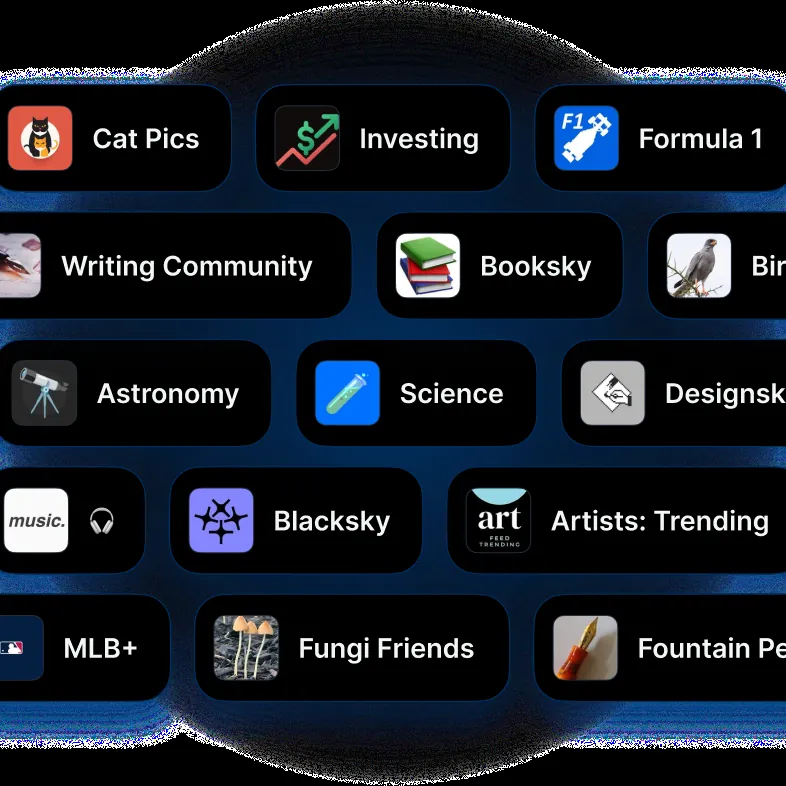 Cat Pics
Investing
F1
Formula 1
Writing Community
Booksky
Bir
Astronomy
Science
Designsk
music.
Blacksky
art
FEED
TRENDING
Artists: Trending
MLB+
Fungi Friends
Fountain Pe